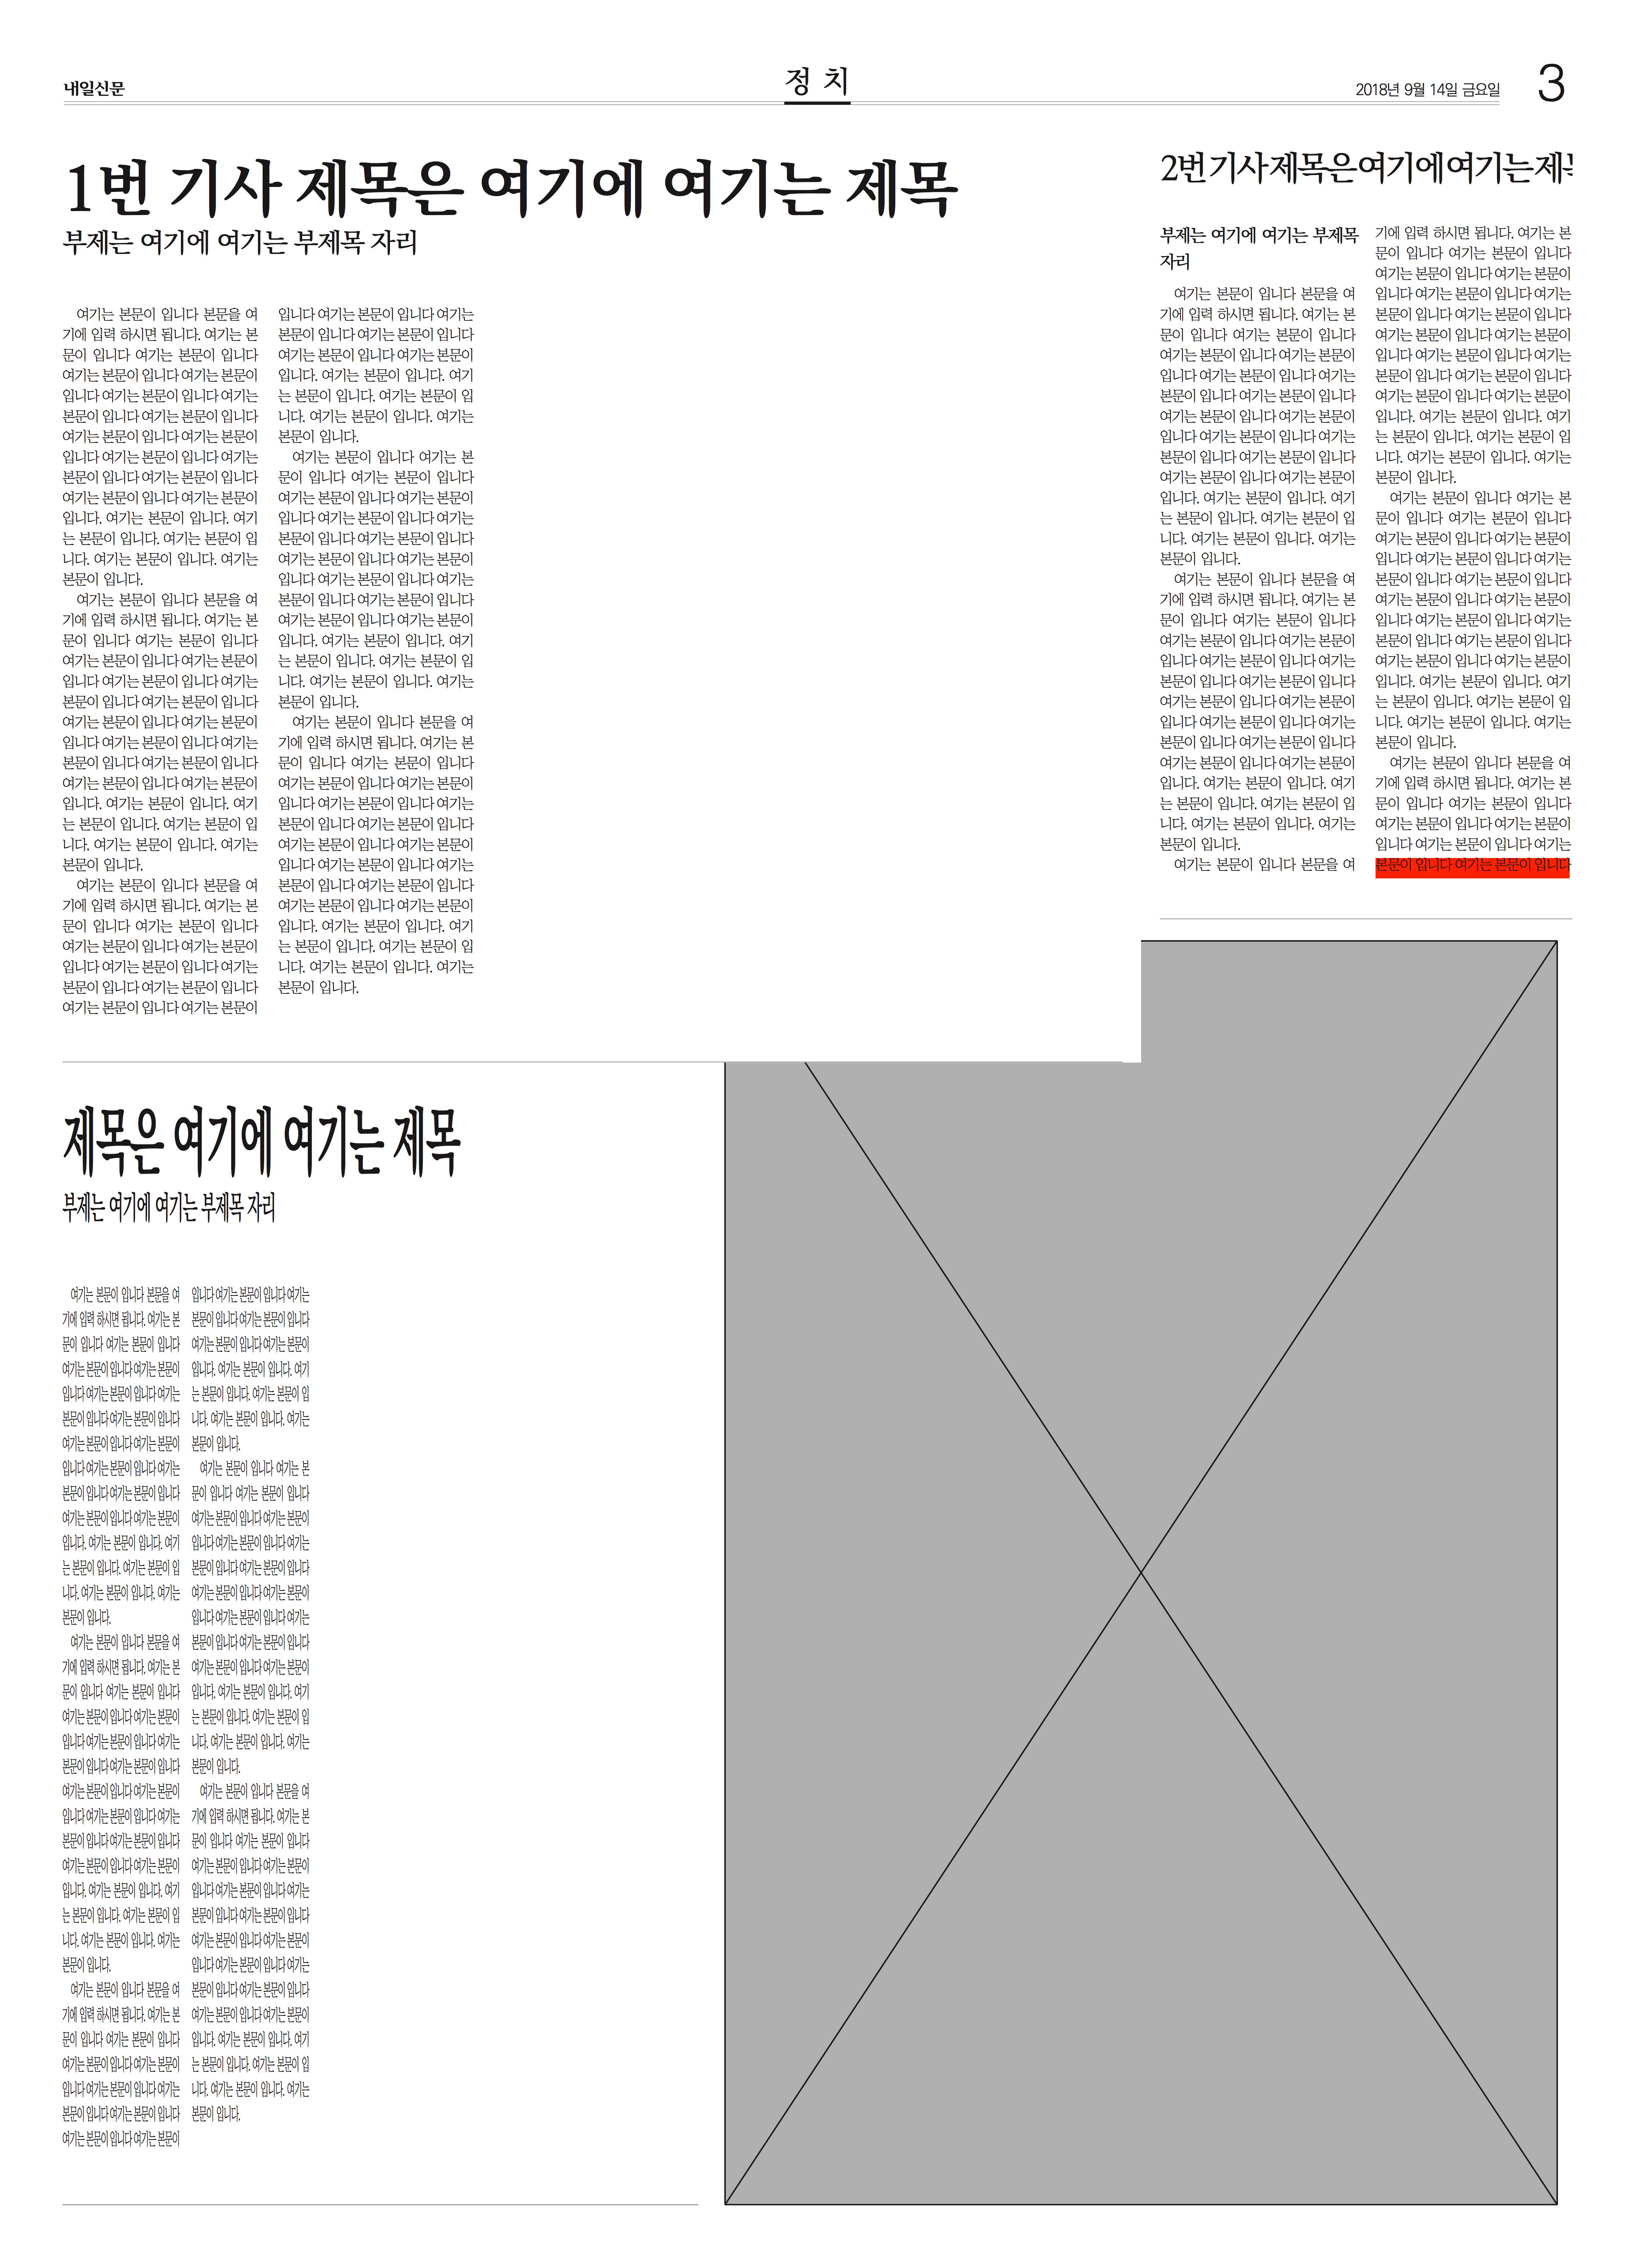 내일신문
정 치
2018년 9월 14일 금요일
3
1번 기사 제목은 여기에 여기는 제목
부제는 여기에 여기는 부제목 자리
여기는 본문이 입니다 본문을 여
기에 입력 하시면 됩니다. 여기는 본
문이 입니다 여기는 본문이 입니다
여기는 본문이 입니다 여기는 본문이
입니다 여기는 본문이 입니다 여기는
본문이 입니다 여기는 본문이 입니다
여기는 본문이 입니다 여기는 본문이
입니다 여기는 본문이 입니다 여기는
본문이 입니다 여기는 본문이 입니다
여기는 본문이 입니다 여기는 본문이
입니다. 여기는 본문이 입니다. 여기
는 본문이 입니다. 여기는 본문이 입
니다. 여기는 본문이 입니다. 여기는
본문이 입니다.
여기는 본문이 입니다 본문을 여
기에 입력 하시면 됩니다. 여기는 본
문이 입니다 여기는 본문이 입니다
여기는 본문이 입니다 여기는 본문이
입니다 여기는 본문이 입니다 여기는
본문이 입니다 여기는 본문이 입니다
여기는 본문이 입니다 여기는 본문이
입니다 여기는 본문이 입니다 여기는
본문이 입니다 여기는 본문이 입니다
여기는 본문이 입니다 여기는 본문이
입니다. 여기는 본문이 입니다. 여기
는 본문이 입니다. 여기는 본문이 입
니다. 여기는 본문이 입니다. 여기는
본문이 입니다.
여기는 본문이 입니다 본문을 여
기에 입력 하시면 됩니다. 여기는 본
문이 입니다 여기는 본문이 입니다
여기는 본문이 입니다 여기는 본문이
입니다 여기는 본문이 입니다 여기는
본문이 입니다 여기는 본문이 입니다
여기는 본문이 입니다 여기는 본문이
입니다 여기는 본문이 입니다 여기는
본문이 입니다 여기는 본문이 입니다
여기는 본문이 입니다 여기는 본문이
입니다. 여기는 본문이 입니다. 여기
는 본문이 입니다. 여기는 본문이 입
니다. 여기는 본문이 입니다. 여기는
본문이 입니다.
여기는 본문이 입니다 여기는 본
문이 입니다 여기는 본문이 입니다
여기는 본문이 입니다 여기는 본문이
입니다 여기는 본문이 입니다 여기는
본문이 입니다 여기는 본문이 입니다
여기는 본문이 입니다 여기는 본문이
입니다 여기는 본문이 입니다 여기는
본문이 입니다 여기는 본문이 입니다
여기는 본문이 입니다 여기는 본문이
입니다. 여기는 본문이 입니다. 여기
는 본문이 입니다. 여기는 본문이 입
니다. 여기는 본문이 입니다. 여기는
본문이 입니다.
여기는 본문이 입니다 본문을 여
기에 입력 하시면 됩니다. 여기는 본
문이 입니다 여기는 본문이 입니다
여기는 본문이 입니다 여기는 본문이
입니다 여기는 본문이 입니다 여기는
본문이 입니다 여기는 본문이 입니다
여기는 본문이 입니다 여기는 본문이
입니다 여기는 본문이 입니다 여기는
본문이 입니다 여기는 본문이 입니다
여기는 본문이 입니다 여기는 본문이
입니다. 여기는 본문이 입니다. 여기
는 본문이 입니다. 여기는 본문이 입
니다. 여기는 본문이 입니다. 여기는
본문이 입니다.
2번 기사 제목은 여기에 여기는
부제는 여기에 여기는 부제목
자리
여기는 본문이 입니다 본문을 여
기에 입력 하시면 됩니다. 여기는 본
문이 입니다 여기는 본문이 입니다
여기는 본문이 입니다 여기는 본문이
입니다 여기는 본문이 입니다 여기는
본문이 입니다 여기는 본문이 입니다
여기는 본문이 입니다 여기는 본문이
입니다 여기는 본문이 입니다 여기는
본문이 입니다 여기는 본문이 입니다
여기는 본문이 입니다 여기는 본문이
입니다. 여기는 본문이 입니다. 여기
는 본문이 입니다. 여기는 본문이 입
니다. 여기는 본문이 입니다. 여기는
본문이 입니다.
여기는 본문이 입니다 본문을 여
기에 입력 하시면 됩니다. 여기는 본
문이 입니다 여기는 본문이 입니다
여기는 본문이 입니다 여기는 본문이
입니다 여기는 본문이 입니다 여기는
본문이 입니다 여기는 본문이 입니다
여기는 본문이 입니다 여기는 본문이
입니다 여기는 본문이 입니다 여기는
본문이 입니다 여기는 본문이 입니다
여기는 본문이 입니다 여기는 본문이
입니다. 여기는 본문이 입니다. 여기
는 본문이 입니다. 여기는 본문이 입
니다. 여기는 본문이 입니다. 여기는
본문이 입니다.
여기는 본문이 입니다 본문을 여
기에 입력 하시면 됩니다. 여기는 본
문이 입니다 여기는 본문이 입니다
여기는 본문이 입니다 여기는 본문이
입니다 여기는 본문이 입니다 여기는
본문이 입니다 여기는 본문이 입니다
여기는 본문이 입니다 여기는 본문이
입니다 여기는 본문이 입니다 여기는
본문이 입니다 여기는 본문이 입니다
여기는 본문이 입니다 여기는 본문이
입니다. 여기는 본문이 입니다. 여기
는 본문이 입니다. 여기는 본문이 입
니다. 여기는 본문이 입니다. 여기는
본문이 입니다.
여기는 본문이 입니다 여기는 본
문이 입니다 여기는 본문이 입니다
여기는 본문이 입니다 여기는 본문이
입니다 여기는 본문이 입니다 여기는
본문이 입니다 여기는 본문이 입니다
여기는 본문이 입니다 여기는 본문이
입니다 여기는 본문이 입니다 여기는
본문이 입니다 여기는 본문이 입니다
여기는 본문이 입니다 여기는 본문이
입니다. 여기는 본문이 입니다. 여기
는 본문이 입니다. 여기는 본문이 입
니다. 여기는 본문이 입니다. 여기는
본문이 입니다.
여기는 본문이 입니다 본문을 여
기에 입력 하시면 됩니다. 여기는 본
문이 입니다 여기는 본문이 입니다
여기는 본문이 입니다 여기는 본문이
입니다 여기는 본문이 입니다 여기는
본문이 입니다 여기는 본문이 입니다
제목은 여기에 여기는 제목
부제는 여기에 여기는 부제목 자리
여기는 본문이 입니다 본문을 여
기에 입력 하시면 됩니다. 여기는 본
문이 입니다 여기는 본문이 입니다
여기는 본문이 입니다 여기는 본문이
입니다 여기는 본문이 입니다 여기는
본문이 입니다 여기는 본문이 입니다
여기는 본문이 입니다 여기는 본문이
입니다 여기는 본문이 입니다 여기는
본문이 입니다 여기는 본문이 입니다
여기는 본문이 입니다 여기는 본문이
입니다. 여기는 본문이 입니다. 여기
는 본문이 입니다. 여기는 본문이 입
니다. 여기는 본문이 입니다. 여기는
본문이 입니다.
여기는 본문이 입니다 본문을 여
기에 입력 하시면 됩니다. 여기는 본
문이 입니다 여기는 본문이 입니다
여기는 본문이 입니다 여기는 본문이
입니다 여기는 본문이 입니다 여기는
본문이 입니다 여기는 본문이 입니다
여기는 본문이 입니다 여기는 본문이
입니다 여기는 본문이 입니다 여기는
본문이 입니다 여기는 본문이 입니다
여기는 본문이 입니다 여기는 본문이
입니다. 여기는 본문이 입니다. 여기
는 본문이 입니다. 여기는 본문이 입
니다. 여기는 본문이 입니다. 여기는
본문이 입니다.
여기는 본문이 입니다 본문을 여
기에 입력 하시면 됩니다. 여기는 본
문이 입니다 여기는 본문이 입니다
여기는 본문이 입니다 여기는 본문이
입니다 여기는 본문이 입니다 여기는
본문이 입니다 여기는 본문이 입니다
여기는 본문이 입니다 여기는 본문이
입니다 여기는 본문이 입니다 여기는
본문이 입니다 여기는 본문이 입니다
여기는 본문이 입니다 여기는 본문이
입니다. 여기는 본문이 입니다. 여기
는 본문이 입니다. 여기는 본문이 입
니다. 여기는 본문이 입니다. 여기는
본문이 입니다.
여기는 본문이 입니다 여기는 본
문이 입니다 여기는 본문이 입니다
여기는 본문이 입니다 여기는 본문이
입니다 여기는 본문이 입니다 여기는
본문이 입니다 여기는 본문이 입니다
여기는 본문이 입니다 여기는 본문이
입니다 여기는 본문이 입니다 여기는
본문이 입니다 여기는 본문이 입니다
여기는 본문이 입니다 여기는 본문이
입니다. 여기는 본문이 입니다. 여기
는 본문이 입니다. 여기는 본문이 입
니다. 여기는 본문이 입니다. 여기는
본문이 입니다.
여기는 본문이 입니다 본문을 여
기에 입력 하시면 됩니다. 여기는 본
문이 입니다 여기는 본문이 입니다
여기는 본문이 입니다 여기는 본문이
입니다 여기는 본문이 입니다 여기는
본문이 입니다 여기는 본문이 입니다
여기는 본문이 입니다 여기는 본문이
입니다 여기는 본문이 입니다 여기는
본문이 입니다 여기는 본문이 입니다
여기는 본문이 입니다 여기는 본문이
입니다. 여기는 본문이 입니다. 여기
는 본문이 입니다. 여기는 본문이 입
니다. 여기는 본문이 입니다. 여기는
본문이 입니다.